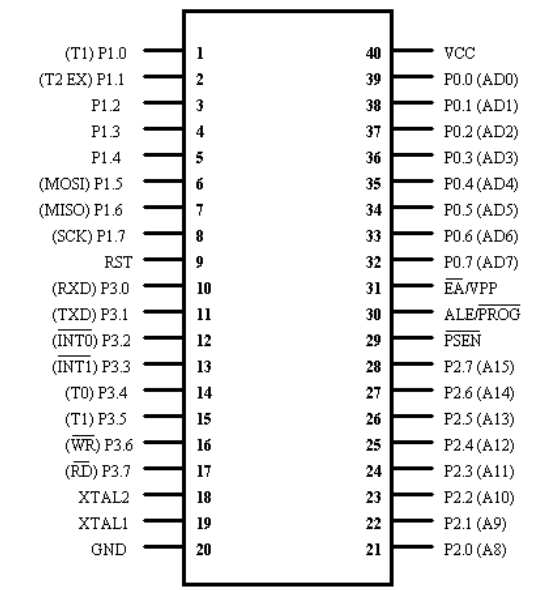 (T1) P1.0 1 40 VCC
(T2 EX) P1.1 2 39 P0.0 (AD0)
P1.2 3 38 P0.1 (AD1)
P1.3 4 37 P0.2 (AD2)
P1.4 5 36 P0.3 (AD3)
(MOSI) P1.5 6 35 P0.4 (AD4)
(MISO) P1.6 7 34 P0.5 (AD5)
(SCK) P1.7 8 33 P0.6 (AD6)
RST 9 32 P0.7 (AD7)
(RXD) P3.0 10 31 E̅A̅/VPP
(TXD) P3.1 11 30 ALE/P̅R̅O̅G̅
(I̅N̅T̅0̅) P3.2 12 29 P̅S̅E̅N̅
(I̅N̅T̅1̅) P3.3 13 28 P2.7 (A15)
(T0) P3.4 14 27 P2.6 (A14)
(T1) P3.5 15 26 P2.5 (A13)
(W̅R̅) P3.6 16 25 P2.4 (A12)
(R̅D̅) P3.7 17 24 P2.3 (A11)
XTAL2 18 23 P2.2 (A10)
XTAL1 19 22 P2.1 (A9)
GND 20 21 P2.0 (A8)